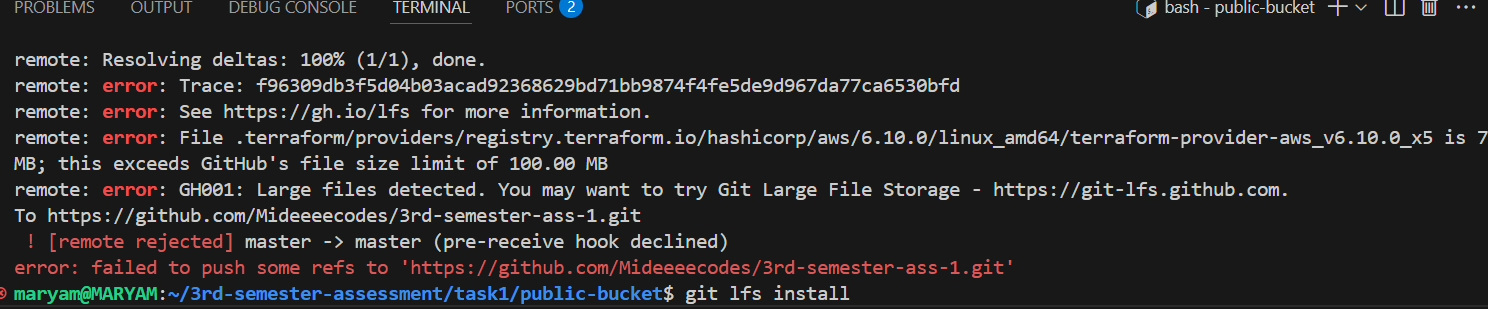 PROBLEMS OUTPUT DEBUG CONSOLE TERMINAL PORTS 2 bash - public-bucket
remote: Resolving deltas: 100% (1/1), done.
remote: error: Trace: f96309db3f5d04b03acad92368629bd71bb9874f4fe5de9d967da77ca6530bfd
remote: error: See https://gh.io/lfs for more information.
remote: error: File .terraform/providers/registry.terraform.io/hashicorp/aws/6.10.0/linux_amd64/terraform-provider-aws_v6.10.0_x5 is 7
MB; this exceeds GitHub's file size limit of 100.00 MB
remote: error: GH001: Large files detected. You may want to try Git Large File Storage - https://git-lfs.github.com.
To https://github.com/Mideeeecodes/3rd-semester-ass-1.git
! [remote rejected] master -> master (pre-receive hook declined)
error: failed to push some refs to 'https://github.com/Mideeeecodes/3rd-semester-ass-1.git'
maryam@MARYAM:~/3rd-semester-assessment/task1/public-bucket$ git lfs install